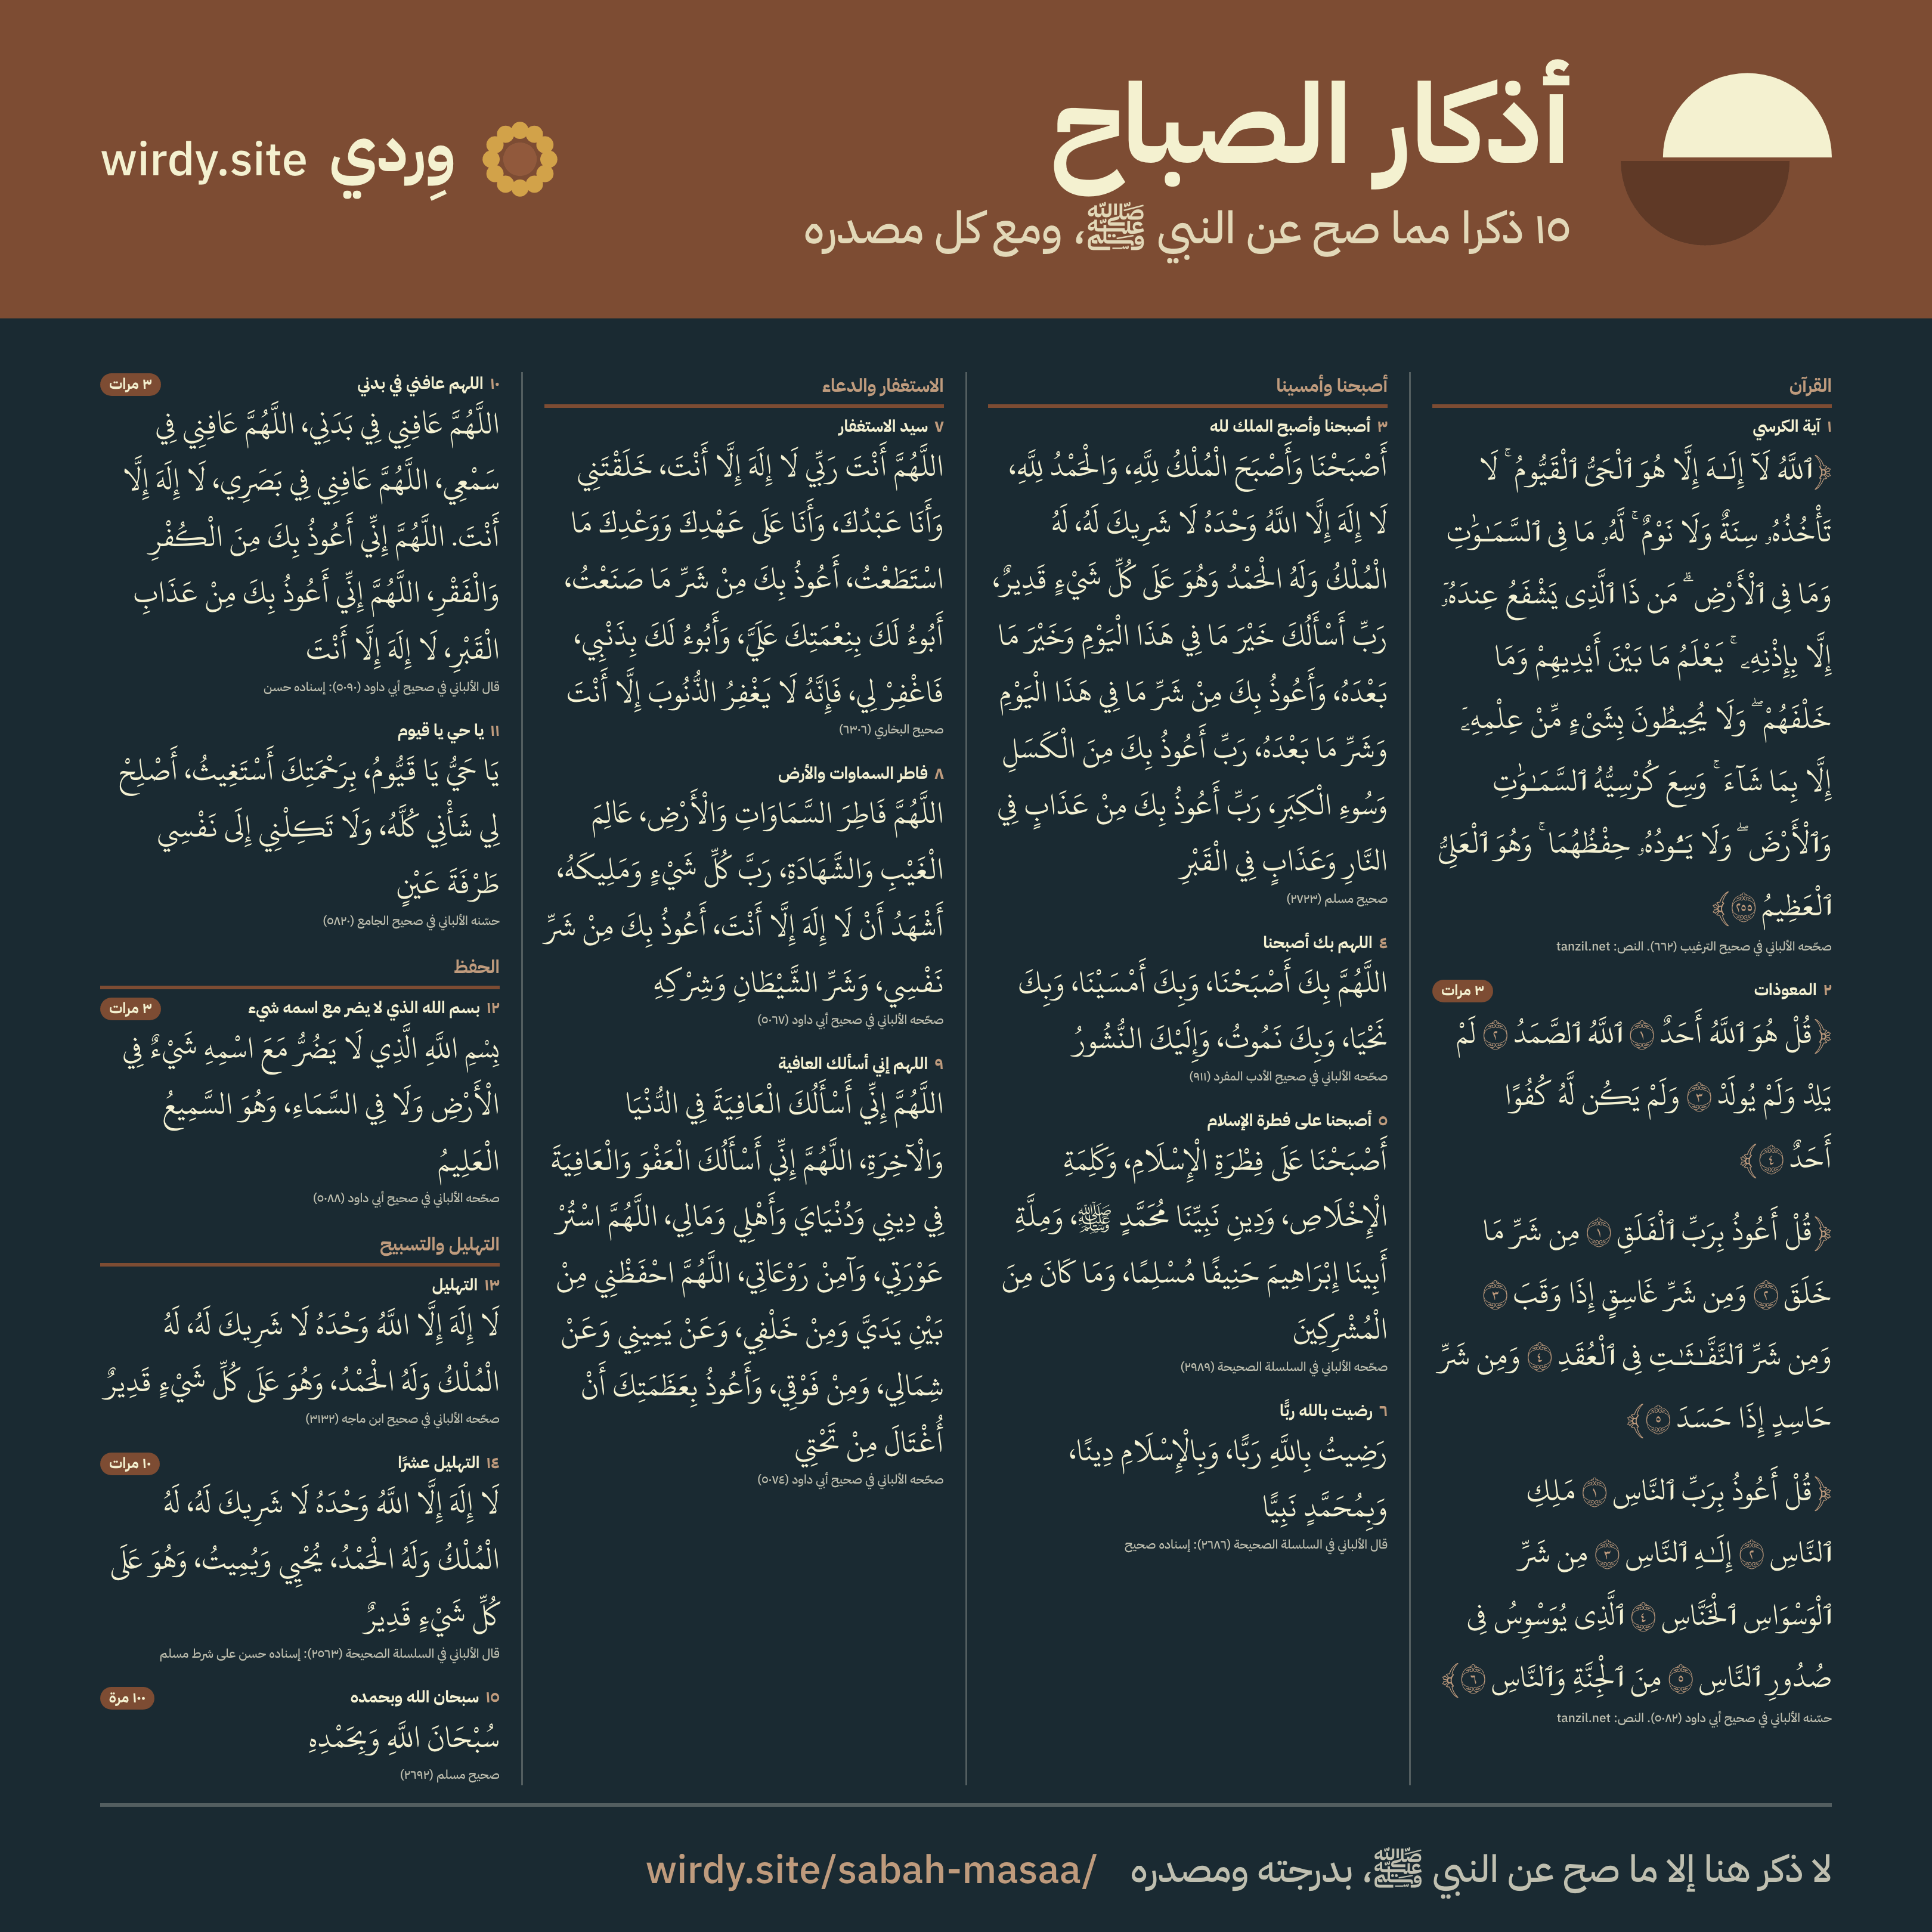 أذكار الصباح
١٥ ذكرا مما صح عن النبي ﷺ، ومع كل مصدره
وِردي wirdy.site
القرآن
١ آية الكرسي
﴿ٱللَّهُ لَآ إِلَـٰهَ إِلَّا هُوَ ٱلْحَىُّ ٱلْقَيُّومُ ۚ لَا
تَأْخُذُهُۥ سِنَةٌ وَلَا نَوْمٌ ۚ لَّهُۥ مَا فِى ٱلسَّمَـٰوَٰتِ
وَمَا فِى ٱلْأَرْضِ ۗ مَن ذَا ٱلَّذِى يَشْفَعُ عِندَهُۥٓ
إِلَّا بِإِذْنِهِۦ ۚ يَعْلَمُ مَا بَيْنَ أَيْدِيهِمْ وَمَا
خَلْفَهُمْ ۖ وَلَا يُحِيطُونَ بِشَىْءٍ مِّنْ عِلْمِهِۦٓ
إِلَّا بِمَا شَآءَ ۚ وَسِعَ كُرْسِيُّهُ ٱلسَّمَـٰوَٰتِ
وَٱلْأَرْضَ ۖ وَلَا يَـُٔودُهُۥ حِفْظُهُمَا ۚ وَهُوَ ٱلْعَلِىُّ
ٱلْعَظِيمُ ٢٥٥﴾
صحّحه الألباني في صحيح الترغيب (٦٦٢). النص: tanzil.net
٢ المعوذات ٣ مرات
﴿قُلْ هُوَ ٱللَّهُ أَحَدٌ ١ ٱللَّهُ ٱلصَّمَدُ ٢ لَمْ
يَلِدْ وَلَمْ يُولَدْ ٣ وَلَمْ يَكُن لَّهُۥ كُفُوًا
أَحَدٌۢ ٤﴾
﴿قُلْ أَعُوذُ بِرَبِّ ٱلْفَلَقِ ١ مِن شَرِّ مَا
خَلَقَ ٢ وَمِن شَرِّ غَاسِقٍ إِذَا وَقَبَ ٣
وَمِن شَرِّ ٱلنَّفَّـٰثَـٰتِ فِى ٱلْعُقَدِ ٤ وَمِن شَرِّ
حَاسِدٍ إِذَا حَسَدَ ٥﴾
﴿قُلْ أَعُوذُ بِرَبِّ ٱلنَّاسِ ١ مَلِكِ
ٱلنَّاسِ ٢ إِلَـٰهِ ٱلنَّاسِ ٣ مِن شَرِّ
ٱلْوَسْوَاسِ ٱلْخَنَّاسِ ٤ ٱلَّذِى يُوَسْوِسُ فِى
صُدُورِ ٱلنَّاسِ ٥ مِنَ ٱلْجِنَّةِ وَٱلنَّاسِ ٦﴾
حسّنه الألباني في صحيح أبي داود (٥٠٨٢). النص: tanzil.net
أصبحنا وأمسينا
٣ أصبحنا وأصبح الملك لله
أَصْبَحْنَا وَأَصْبَحَ الْمُلْكُ لِلَّهِ، وَالْحَمْدُ لِلَّهِ،
لَا إِلَهَ إِلَّا اللَّهُ وَحْدَهُ لَا شَرِيكَ لَهُ، لَهُ
الْمُلْكُ وَلَهُ الْحَمْدُ وَهُوَ عَلَى كُلِّ شَيْءٍ قَدِيرٌ،
رَبِّ أَسْأَلُكَ خَيْرَ مَا فِي هَذَا الْيَوْمِ وَخَيْرَ مَا
بَعْدَهُ، وَأَعُوذُ بِكَ مِنْ شَرِّ مَا فِي هَذَا الْيَوْمِ
وَشَرِّ مَا بَعْدَهُ، رَبِّ أَعُوذُ بِكَ مِنَ الْكَسَلِ
وَسُوءِ الْكِبَرِ، رَبِّ أَعُوذُ بِكَ مِنْ عَذَابٍ فِي
النَّارِ وَعَذَابٍ فِي الْقَبْرِ
صحيح مسلم (٢٧٢٣)
٤ اللهم بك أصبحنا
اللَّهُمَّ بِكَ أَصْبَحْنَا، وَبِكَ أَمْسَيْنَا، وَبِكَ
نَحْيَا، وَبِكَ نَمُوتُ، وَإِلَيْكَ النُّشُورُ
صحّحه الألباني في صحيح الأدب المفرد (٩١١)
٥ أصبحنا على فطرة الإسلام
أَصْبَحْنَا عَلَى فِطْرَةِ الْإِسْلَامِ، وَكَلِمَةِ
الْإِخْلَاصِ، وَدِينِ نَبِيِّنَا مُحَمَّدٍ ﷺ، وَمِلَّةِ
أَبِينَا إِبْرَاهِيمَ حَنِيفًا مُسْلِمًا، وَمَا كَانَ مِنَ
الْمُشْرِكِينَ
صحّحه الألباني في السلسلة الصحيحة (٢٩٨٩)
٦ رضيت بالله ربًّا
رَضِيتُ بِاللَّهِ رَبًّا، وَبِالْإِسْلَامِ دِينًا،
وَبِمُحَمَّدٍ نَبِيًّا
قال الألباني في السلسلة الصحيحة (٢٦٨٦): إسناده صحيح
الاستغفار والدعاء
٧ سيد الاستغفار
اللَّهُمَّ أَنْتَ رَبِّي لَا إِلَهَ إِلَّا أَنْتَ، خَلَقْتَنِي
وَأَنَا عَبْدُكَ، وَأَنَا عَلَى عَهْدِكَ وَوَعْدِكَ مَا
اسْتَطَعْتُ، أَعُوذُ بِكَ مِنْ شَرِّ مَا صَنَعْتُ،
أَبُوءُ لَكَ بِنِعْمَتِكَ عَلَيَّ، وَأَبُوءُ لَكَ بِذَنْبِي،
فَاغْفِرْ لِي، فَإِنَّهُ لَا يَغْفِرُ الذُّنُوبَ إِلَّا أَنْتَ
صحيح البخاري (٦٣٠٦)
٨ فاطر السماوات والأرض
اللَّهُمَّ فَاطِرَ السَّمَاوَاتِ وَالْأَرْضِ، عَالِمَ
الْغَيْبِ وَالشَّهَادَةِ، رَبَّ كُلِّ شَيْءٍ وَمَلِيكَهُ،
أَشْهَدُ أَنْ لَا إِلَهَ إِلَّا أَنْتَ، أَعُوذُ بِكَ مِنْ شَرِّ
نَفْسِي، وَشَرِّ الشَّيْطَانِ وَشِرْكِهِ
صحّحه الألباني في صحيح أبي داود (٥٠٦٧)
٩ اللهم إني أسألك العافية
اللَّهُمَّ إِنِّي أَسْأَلُكَ الْعَافِيَةَ فِي الدُّنْيَا
وَالْآخِرَةِ، اللَّهُمَّ إِنِّي أَسْأَلُكَ الْعَفْوَ وَالْعَافِيَةَ
فِي دِينِي وَدُنْيَايَ وَأَهْلِي وَمَالِي، اللَّهُمَّ اسْتُرْ
عَوْرَتِي، وَآمِنْ رَوْعَاتِي، اللَّهُمَّ احْفَظْنِي مِنْ
بَيْنِ يَدَيَّ وَمِنْ خَلْفِي، وَعَنْ يَمِينِي وَعَنْ
شِمَالِي، وَمِنْ فَوْقِي، وَأَعُوذُ بِعَظَمَتِكَ أَنْ
أُغْتَالَ مِنْ تَحْتِي
صحّحه الألباني في صحيح أبي داود (٥٠٧٤)
١٠ اللهم عافني في بدني ٣ مرات
اللَّهُمَّ عَافِنِي فِي بَدَنِي، اللَّهُمَّ عَافِنِي فِي
سَمْعِي، اللَّهُمَّ عَافِنِي فِي بَصَرِي، لَا إِلَهَ إِلَّا
أَنْتَ. اللَّهُمَّ إِنِّي أَعُوذُ بِكَ مِنَ الْكُفْرِ
وَالْفَقْرِ، اللَّهُمَّ إِنِّي أَعُوذُ بِكَ مِنْ عَذَابِ
الْقَبْرِ، لَا إِلَهَ إِلَّا أَنْتَ
قال الألباني في صحيح أبي داود (٥٠٩٠): إسناده حسن
١١ يا حي يا قيوم
يَا حَيُّ يَا قَيُّومُ، بِرَحْمَتِكَ أَسْتَغِيثُ، أَصْلِحْ
لِي شَأْنِي كُلَّهُ، وَلَا تَكِلْنِي إِلَى نَفْسِي
طَرْفَةَ عَيْنٍ
حسّنه الألباني في صحيح الجامع (٥٨٢٠)
الحفظ
١٢ بسم الله الذي لا يضر مع اسمه شيء ٣ مرات
بِسْمِ اللَّهِ الَّذِي لَا يَضُرُّ مَعَ اسْمِهِ شَيْءٌ فِي
الْأَرْضِ وَلَا فِي السَّمَاءِ، وَهُوَ السَّمِيعُ
الْعَلِيمُ
صحّحه الألباني في صحيح أبي داود (٥٠٨٨)
التهليل والتسبيح
١٣ التهليل
لَا إِلَهَ إِلَّا اللَّهُ وَحْدَهُ لَا شَرِيكَ لَهُ، لَهُ
الْمُلْكُ وَلَهُ الْحَمْدُ، وَهُوَ عَلَى كُلِّ شَيْءٍ قَدِيرٌ
صحّحه الألباني في صحيح ابن ماجه (٣١٣٢)
١٤ التهليل عشرًا ١٠ مرات
لَا إِلَهَ إِلَّا اللَّهُ وَحْدَهُ لَا شَرِيكَ لَهُ، لَهُ
الْمُلْكُ وَلَهُ الْحَمْدُ، يُحْيِي وَيُمِيتُ، وَهُوَ عَلَى
كُلِّ شَيْءٍ قَدِيرٌ
قال الألباني في السلسلة الصحيحة (٢٥٦٣): إسناده حسن على شرط مسلم
١٥ سبحان الله وبحمده ١٠٠ مرة
سُبْحَانَ اللَّهِ وَبِحَمْدِهِ
صحيح مسلم (٢٦٩٢)
لا ذكر هنا إلا ما صح عن النبي ﷺ، بدرجته ومصدره wirdy.site/sabah-masaa/